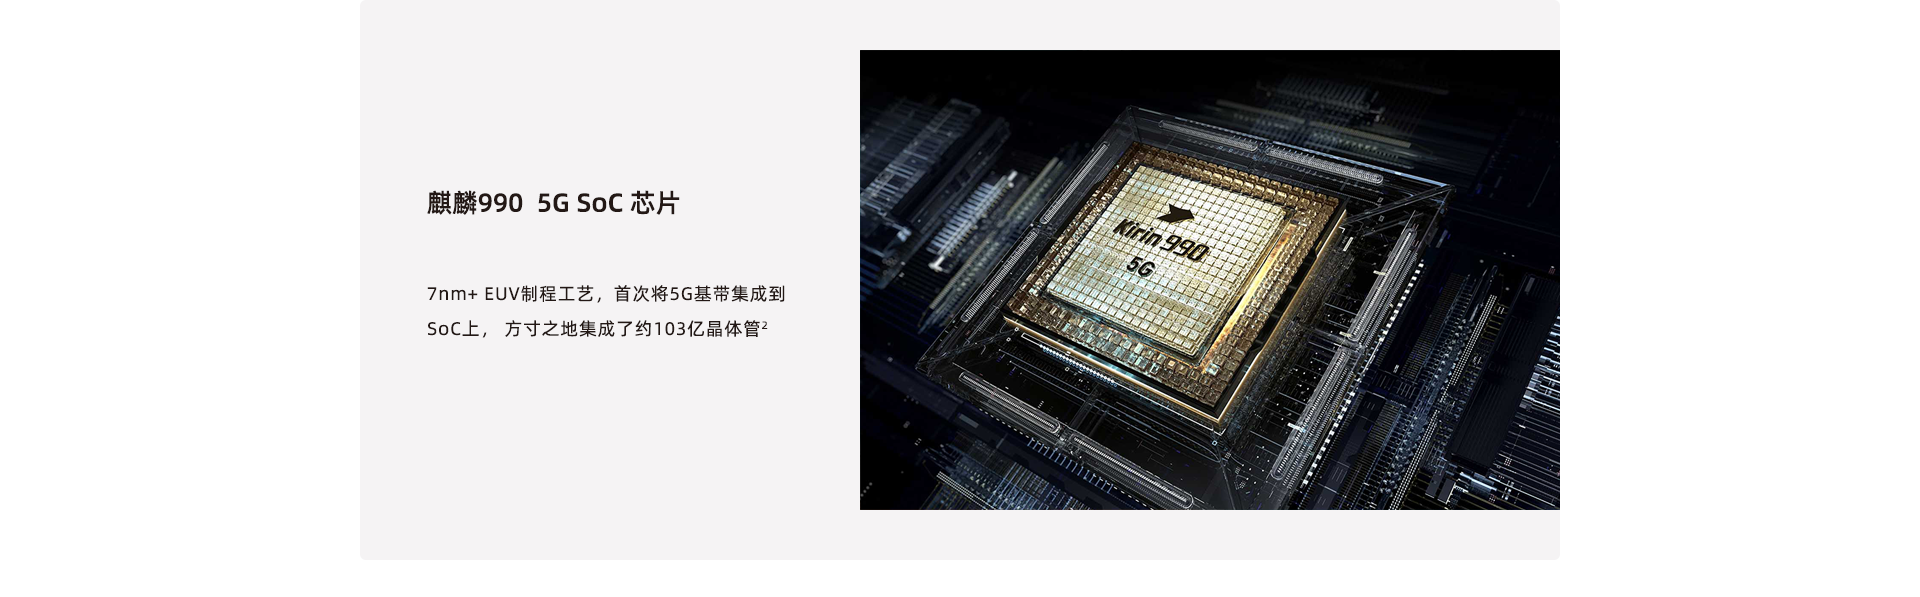 麒麟990 5G SoC 芯片
7nm+ EUV制程工艺，首次将5G基带集成到
SoC上， 方寸之地集成了约103亿晶体管²
Kirin 990
5G